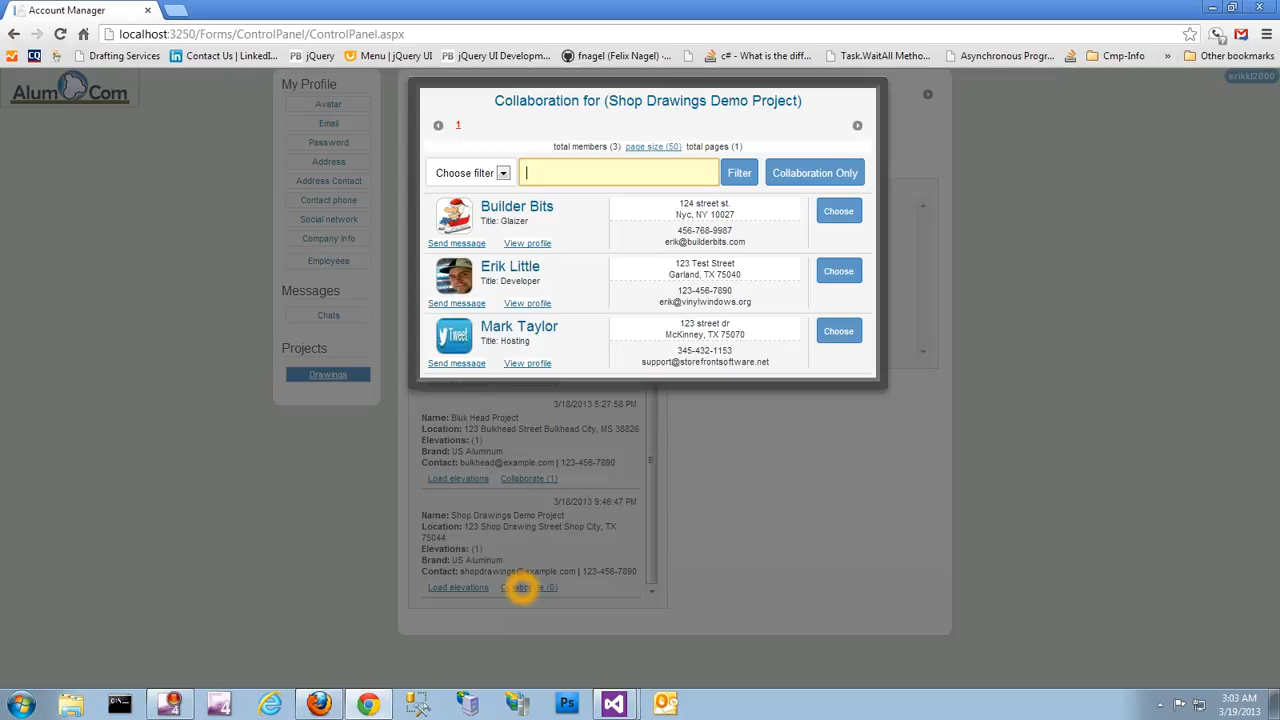 Account Manager
localhost:3250/Forms/ControlPanel/ControlPanel.aspx
Drafting Services
Contact Us | LinkedI...
PB jQuery
Menu | jQuery UI
PB jQuery UI Developm...
fnagel (Felix Nagel) -...
c# - What is the diff...
Task.WaitAll Metho...
Asynchronous Progr...
Cmp-Info
Other bookmarks
AlumCom
erikkl2000
My Profile
Avatar
Email
Password
Address
Address Contact
Contact phone
Social network
Company Info
Employees
Messages
Chats
Projects
Drawings
Collaboration for (Shop Drawings Demo Project)
1
total members (3) page size (50) total pages (1)
Choose filter
Filter
Collaboration Only
Builder Bits
Title: Glaizer
Send message View profile
124 street st.
Nyc, NY 10027
456-768-9987
erik@builderbits.com
Choose
Erik Little
Title: Developer
Send message View profile
123 Test Street
Garland, TX 75040
123-456-7890
erik@vinylwindows.org
Choose
Tweet
Mark Taylor
Title: Hosting
Send message View profile
123 street dr
McKinney, TX 75070
345-432-1153
support@storefrontsoftware.net
Choose
3/18/2013 5:27:58 PM
Name: Bluk Head Project
Location: 123 Bulkhead Street Bulkhead City, MS 38826
Elevations: (1)
Brand: US Aluminum
Contact: bulkhead@example.com | 123-456-7890
Load elevations Collaborate (1)
3/18/2013 9:46:47 PM
Name: Shop Drawings Demo Project
Location: 123 Shop Drawing Street Shop City, TX
75044
Elevations: (1)
Brand: US Aluminum
Contact: shopdrawings@example.com | 123-456-7890
Load elevations Collaborate (0)
Ps
3:03 AM
3/19/2013